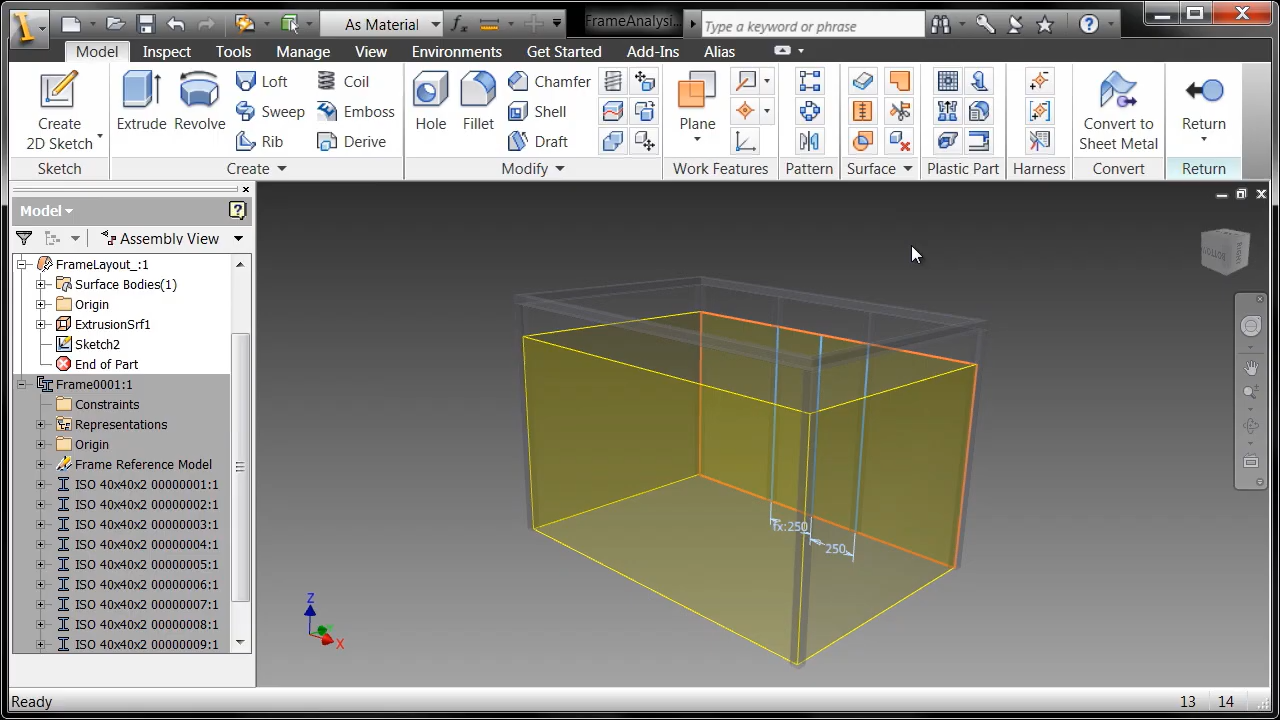 As Material
FrameAnalysi...
Type a keyword or phrase
Model
Inspect
Tools
Manage
View
Environments
Get Started
Add-Ins
Alias
Create
2D Sketch
Extrude
Revolve
Loft
Sweep
Rib
Coil
Emboss
Derive
Hole
Fillet
Chamfer
Shell
Draft
Plane
Convert to
Sheet Metal
Return
Sketch
Create
Modify
Work Features
Pattern
Surface
Plastic Part
Harness
Convert
Return
Model
Assembly View
FrameLayout_:1
Surface Bodies(1)
Origin
ExtrusionSrf1
Sketch2
End of Part
Frame0001:1
Constraints
Representations
Origin
Frame Reference Model
ISO 40x40x2 00000001:1
ISO 40x40x2 00000002:1
ISO 40x40x2 00000003:1
ISO 40x40x2 00000004:1
ISO 40x40x2 00000005:1
ISO 40x40x2 00000006:1
ISO 40x40x2 00000007:1
ISO 40x40x2 00000008:1
ISO 40x40x2 00000009:1
fx:250
250
Z
X
BOTTOM
RIGHT
Ready
13
14